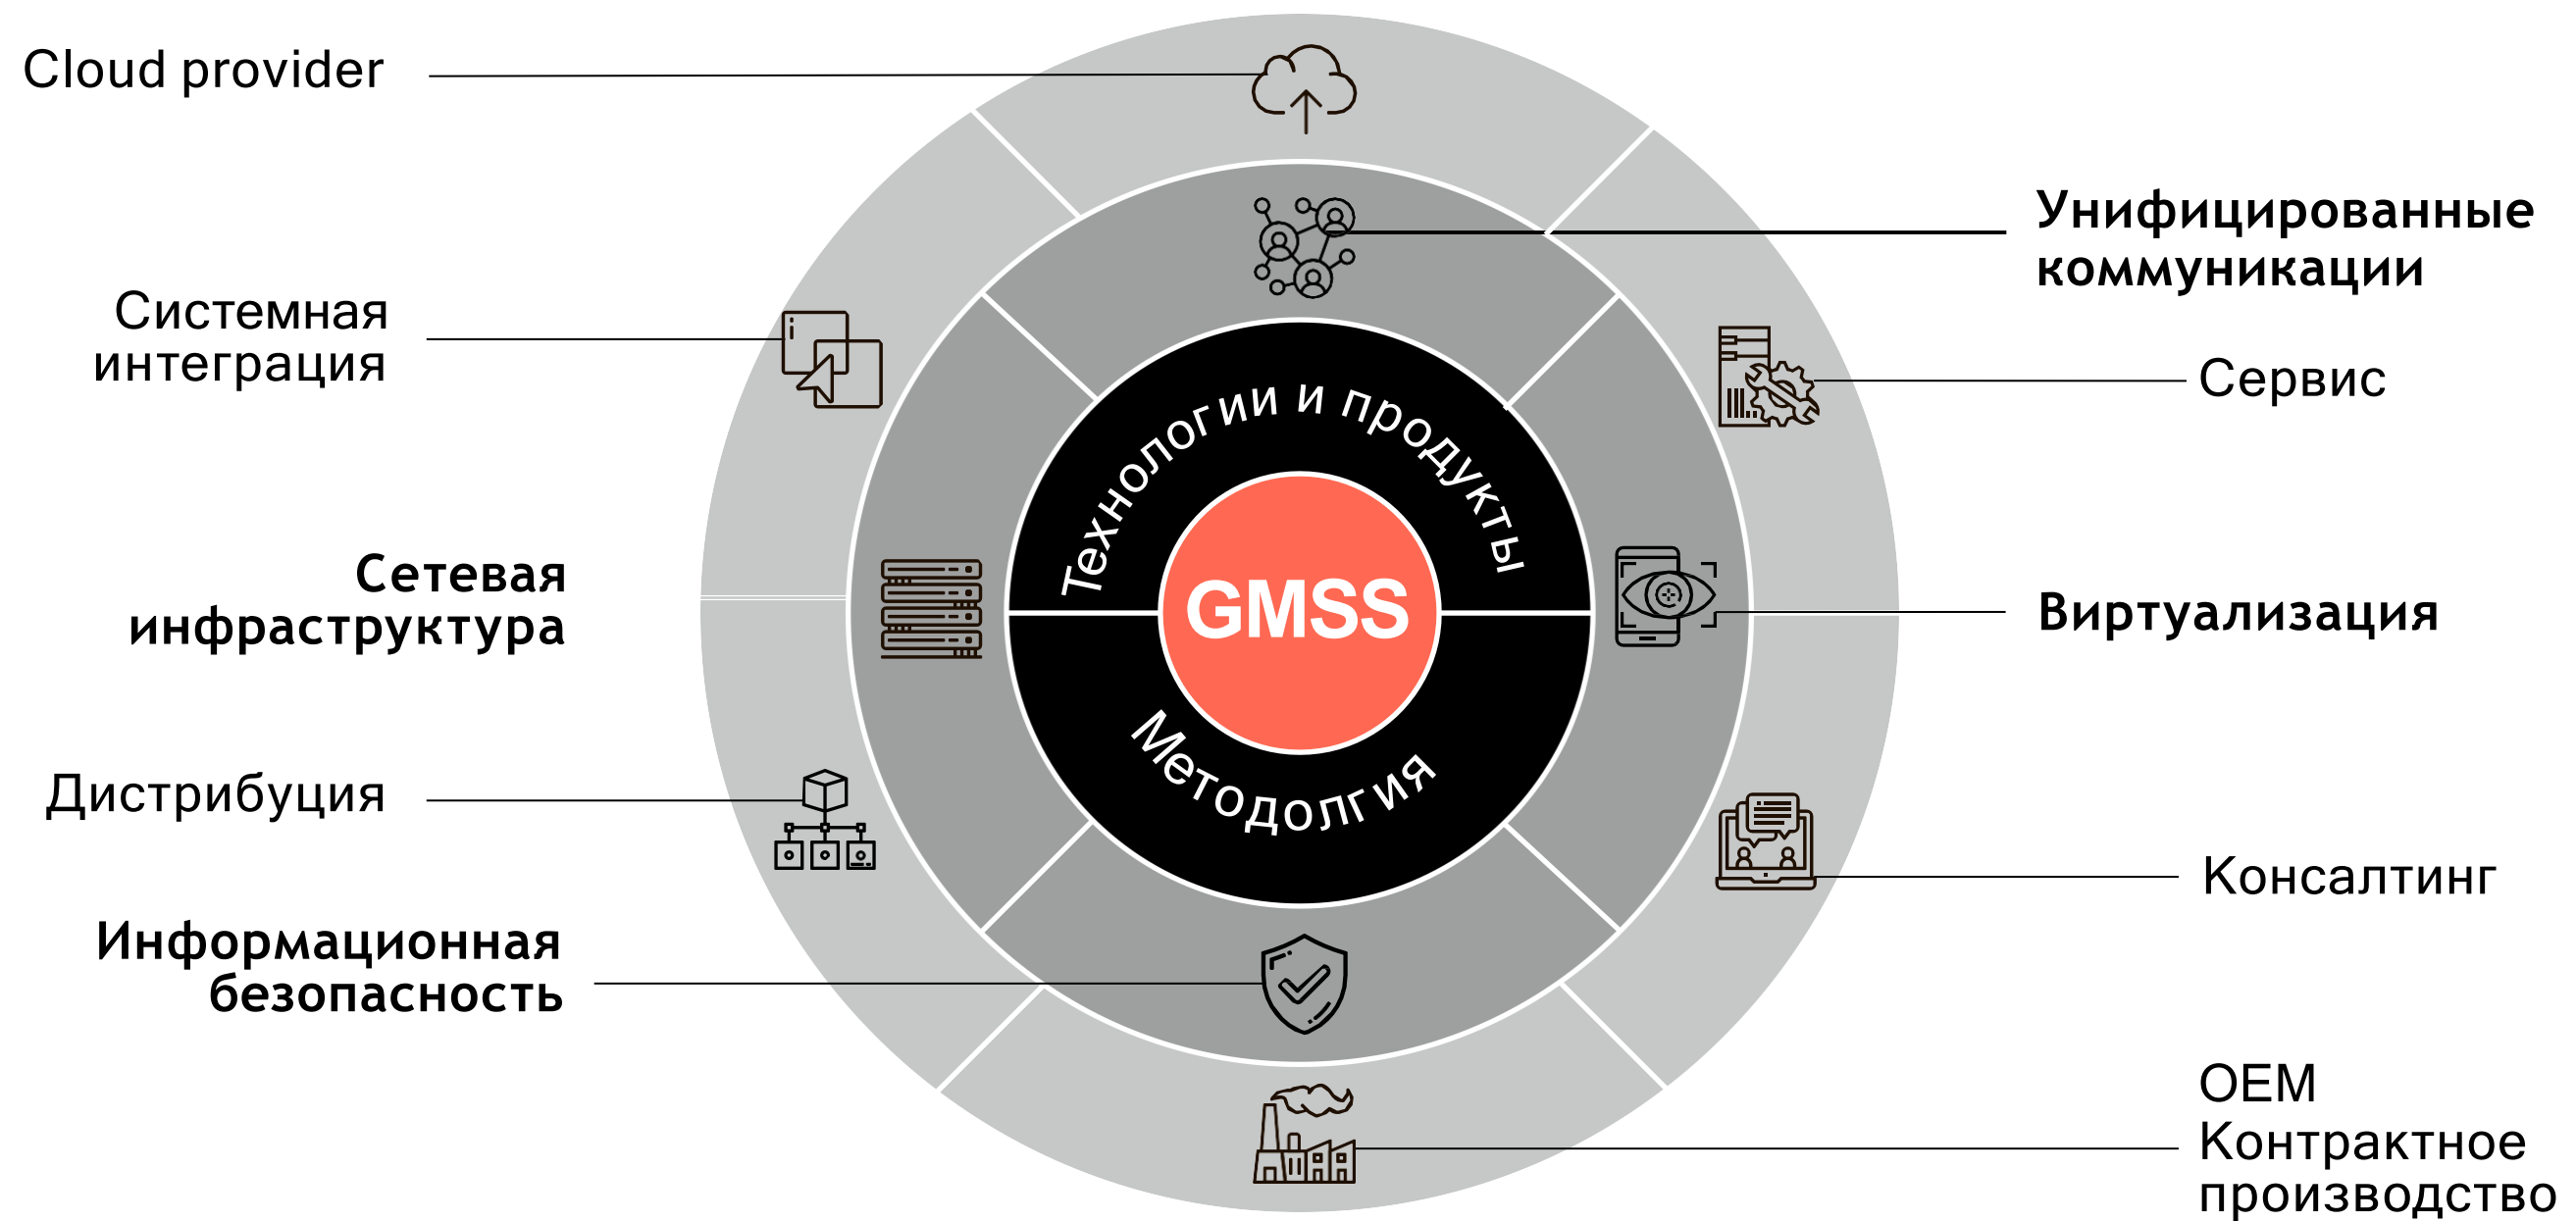 Cloud provider
Системная
интеграция
Сетевая
инфраструктура
Дистрибуция
Информационная
безопасность
Технологии и продукты
GMSS
Методолгия
Унифицированные
коммуникации
Сервис
Виртуализация
Консалтинг
OEM
Контрактное
производство